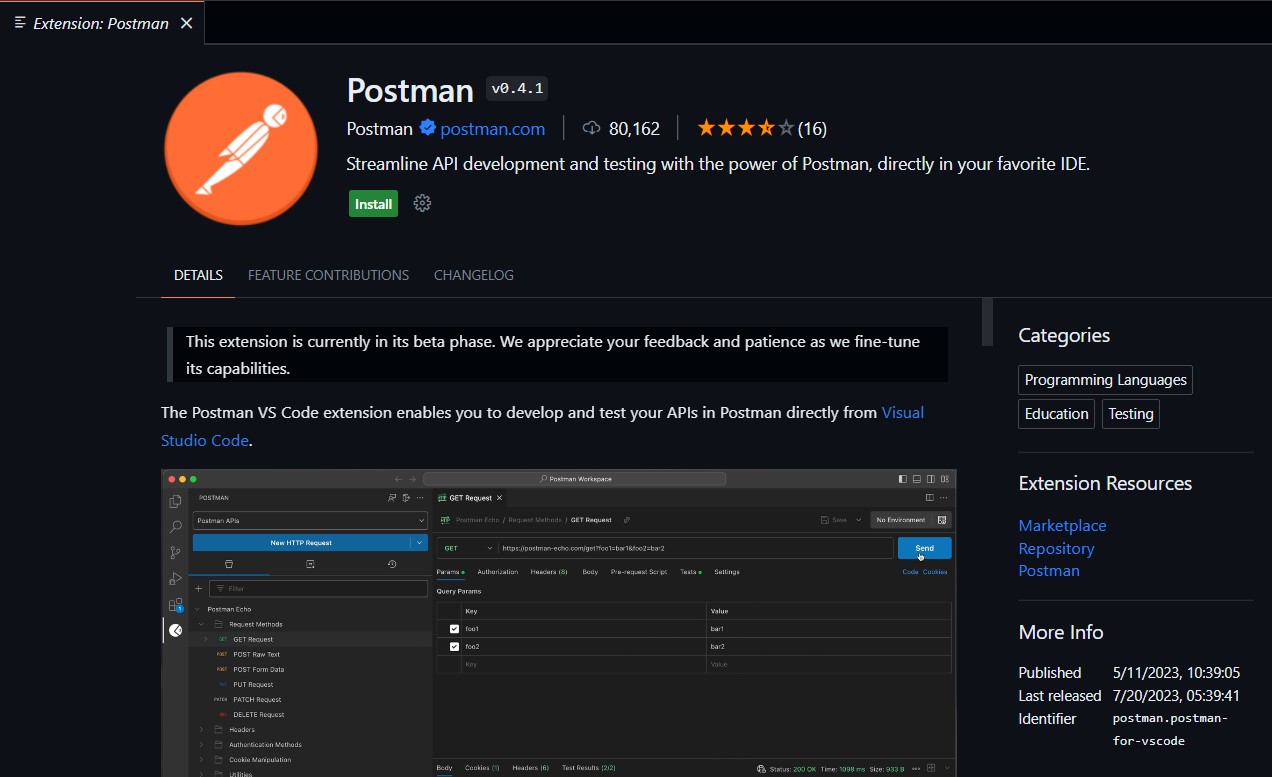 Extension: Postman
Postman v0.4.1
Postman postman.com 80,162 (16)
Streamline API development and testing with the power of Postman, directly in your favorite IDE.
Install
DETAILS FEATURE CONTRIBUTIONS CHANGELOG
This extension is currently in its beta phase. We appreciate your feedback and patience as we fine-tune
its capabilities.
The Postman VS Code extension enables you to develop and test your APIs in Postman directly from Visual
Studio Code.
Postman Workspace
POSTMAN
Postman APIs
New HTTP Request
Filter
Postman Echo
Request Methods
GET GET Request
POST POST Raw Text
POST POST Form Data
PUT Request
PATCH PATCH Request
DELETE Request
Headers
Authentication Methods
Cookie Manipulation
Utilities
GET Request
Postman Echo / Request Methods / GET Request
Save No Environment
GET https://postman-echo.com/get?foo1=bar1&foo2=bar2 Send
Params Authorization Headers (8) Body Pre-request Script Tests Settings Code Cookies
Query Params
Key Value
foo1 bar1
foo2 bar2
Key Value
Body Cookies (1) Headers (6) Test Results (2/2) Status: 200 OK Time: 1098 ms Size: 933 B
Categories
Programming Languages
Education Testing
Extension Resources
Marketplace
Repository
Postman
More Info
Published 5/11/2023, 10:39:05
Last released 7/20/2023, 05:39:41
Identifier postman.postman-
for-vscode